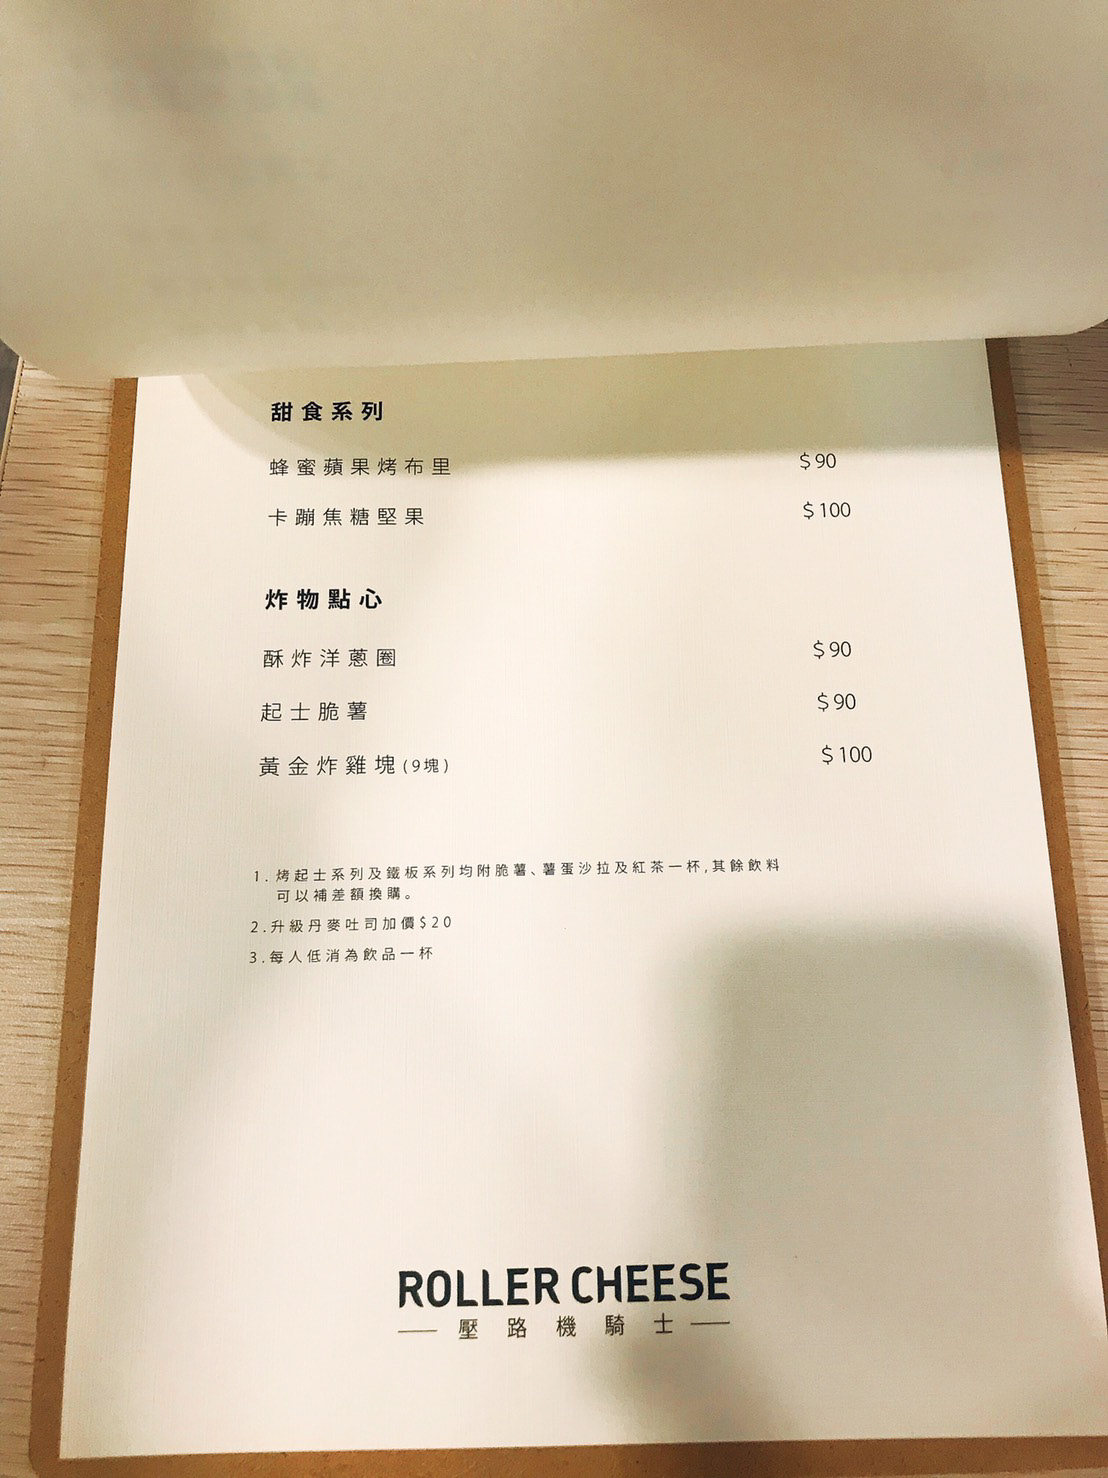 甜食系列
蜂蜜蘋果烤布里 $90
卡蹦焦糖堅果 $100
炸物點心
酥炸洋蔥圈 $90
起士脆薯 $90
黃金炸雞塊(9塊) $100
1.烤起士系列及鐵板系列均附脆薯、薯蛋沙拉及紅茶一杯,其餘飲料
可以補差額換購。
2.升級丹麥吐司加價$20
3.每人低消為飲品一杯
ROLLER CHEESE
壓路機騎士